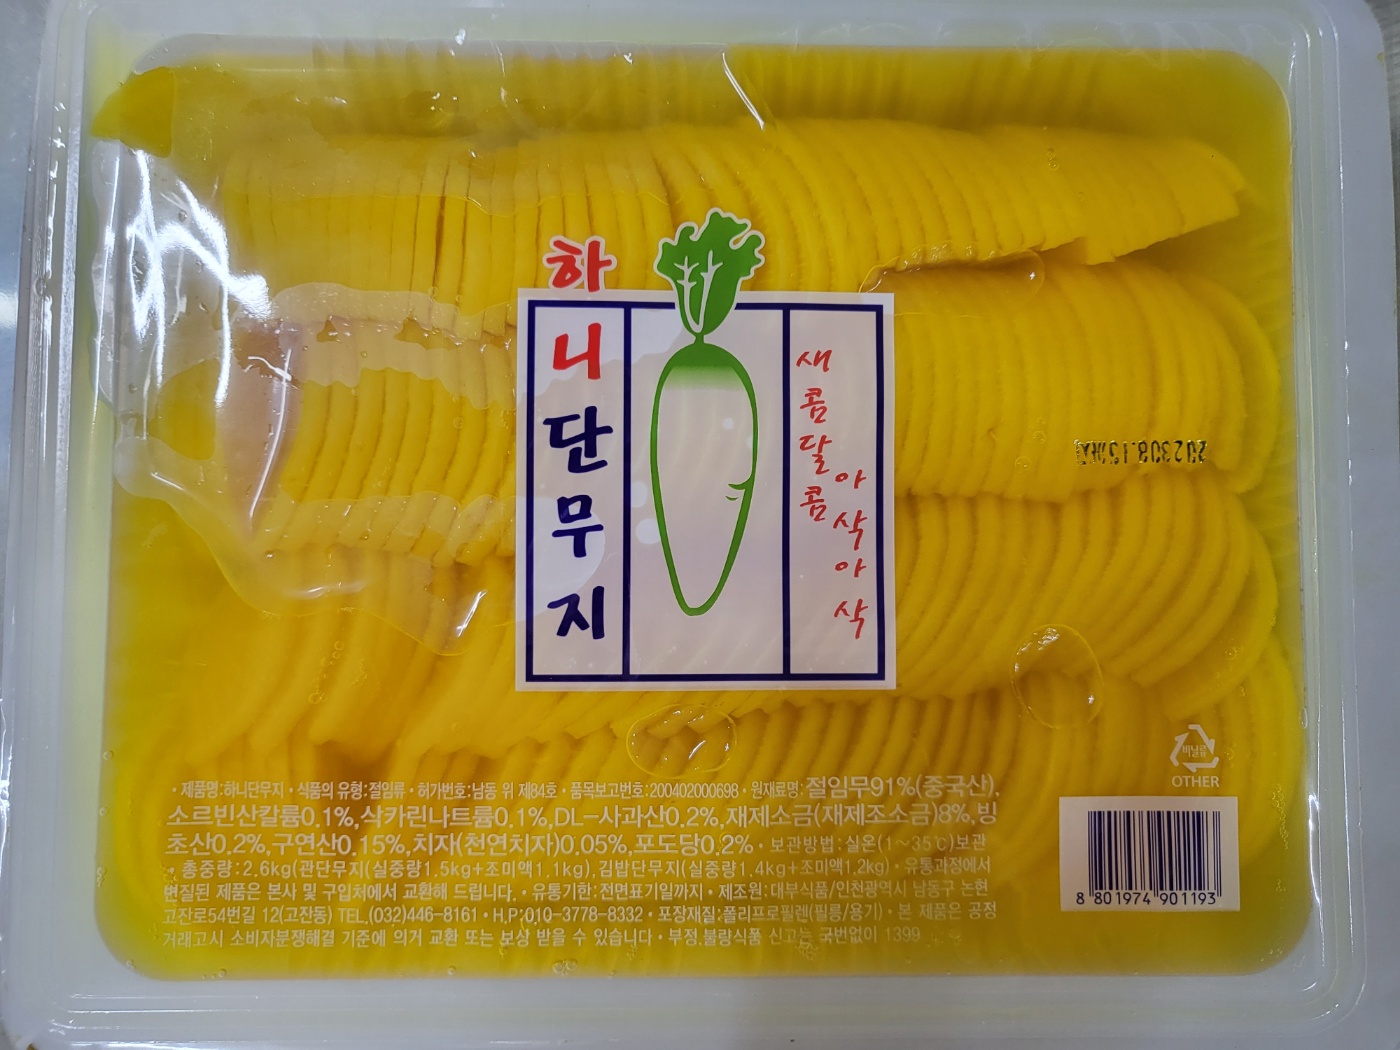 하니단무지
새콤달콤
아삭아삭
202308.15까지
비닐류
OTHER
• 제품명:하니단무지 • 식품의 유형:절임류 • 허가번호:남동 위 제84호 • 품목보고번호:200402000698 • 원재료명:절임무91%(중국산),
소르빈산칼륨0.1%,삭카린나트륨0.1%,DL-사과산0.2%,재제소금(재제조소금)8%,빙
초산0.2%,구연산0.15%,치자(천연치자)0.05%,포도당0.2% • 보관방법:실온(1~35℃)보관
• 총중량:2.6kg(관단무지(실중량1.5kg+조미액1.1kg),김밥단무지(실중량1.4kg+조미액1.2kg) • 유통과정에서
변질된 제품은 본사 및 구입처에서 교환해 드립니다. • 유통기한:전면표기일까지 • 제조원:대부식품/인천광역시 남동구 논현
고잔로54번길 12(고잔동) TEL.(032)446-8161 • H.P:010-3778-8332 • 포장재질:폴리프로필렌(필름/용기) • 본 제품은 공정
거래고시 소비자분쟁해결 기준에 의거 교환 또는 보상 받을 수 있습니다 • 부정.불량식품 신고는 국번없이 1399
8 801974 901193